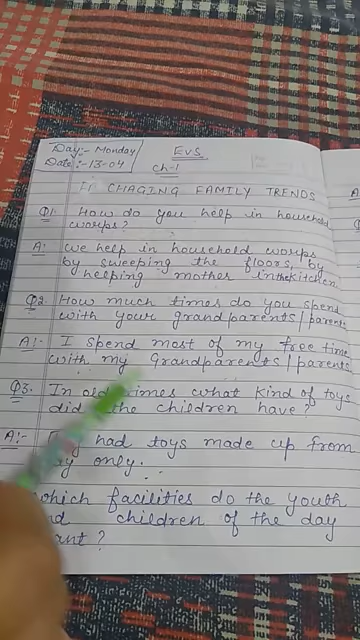 Day:- Monday
Date:-13-04
EVS
Ch-1
CHAGING FAMILY TRENDS
Q1. How do you help in household
worps?
A:- we help in household worps
by sweeping the floors, by
helping mother in the kitchen.
Q2. How much times do you spend
with your grandparents/parents
A:- I spend most of my free time
with my grandparents/parents.
Q3. In old times what kind of toys
did the children have?
A:- had toys made up from
only.
which facilities do the youth
children of the day
?